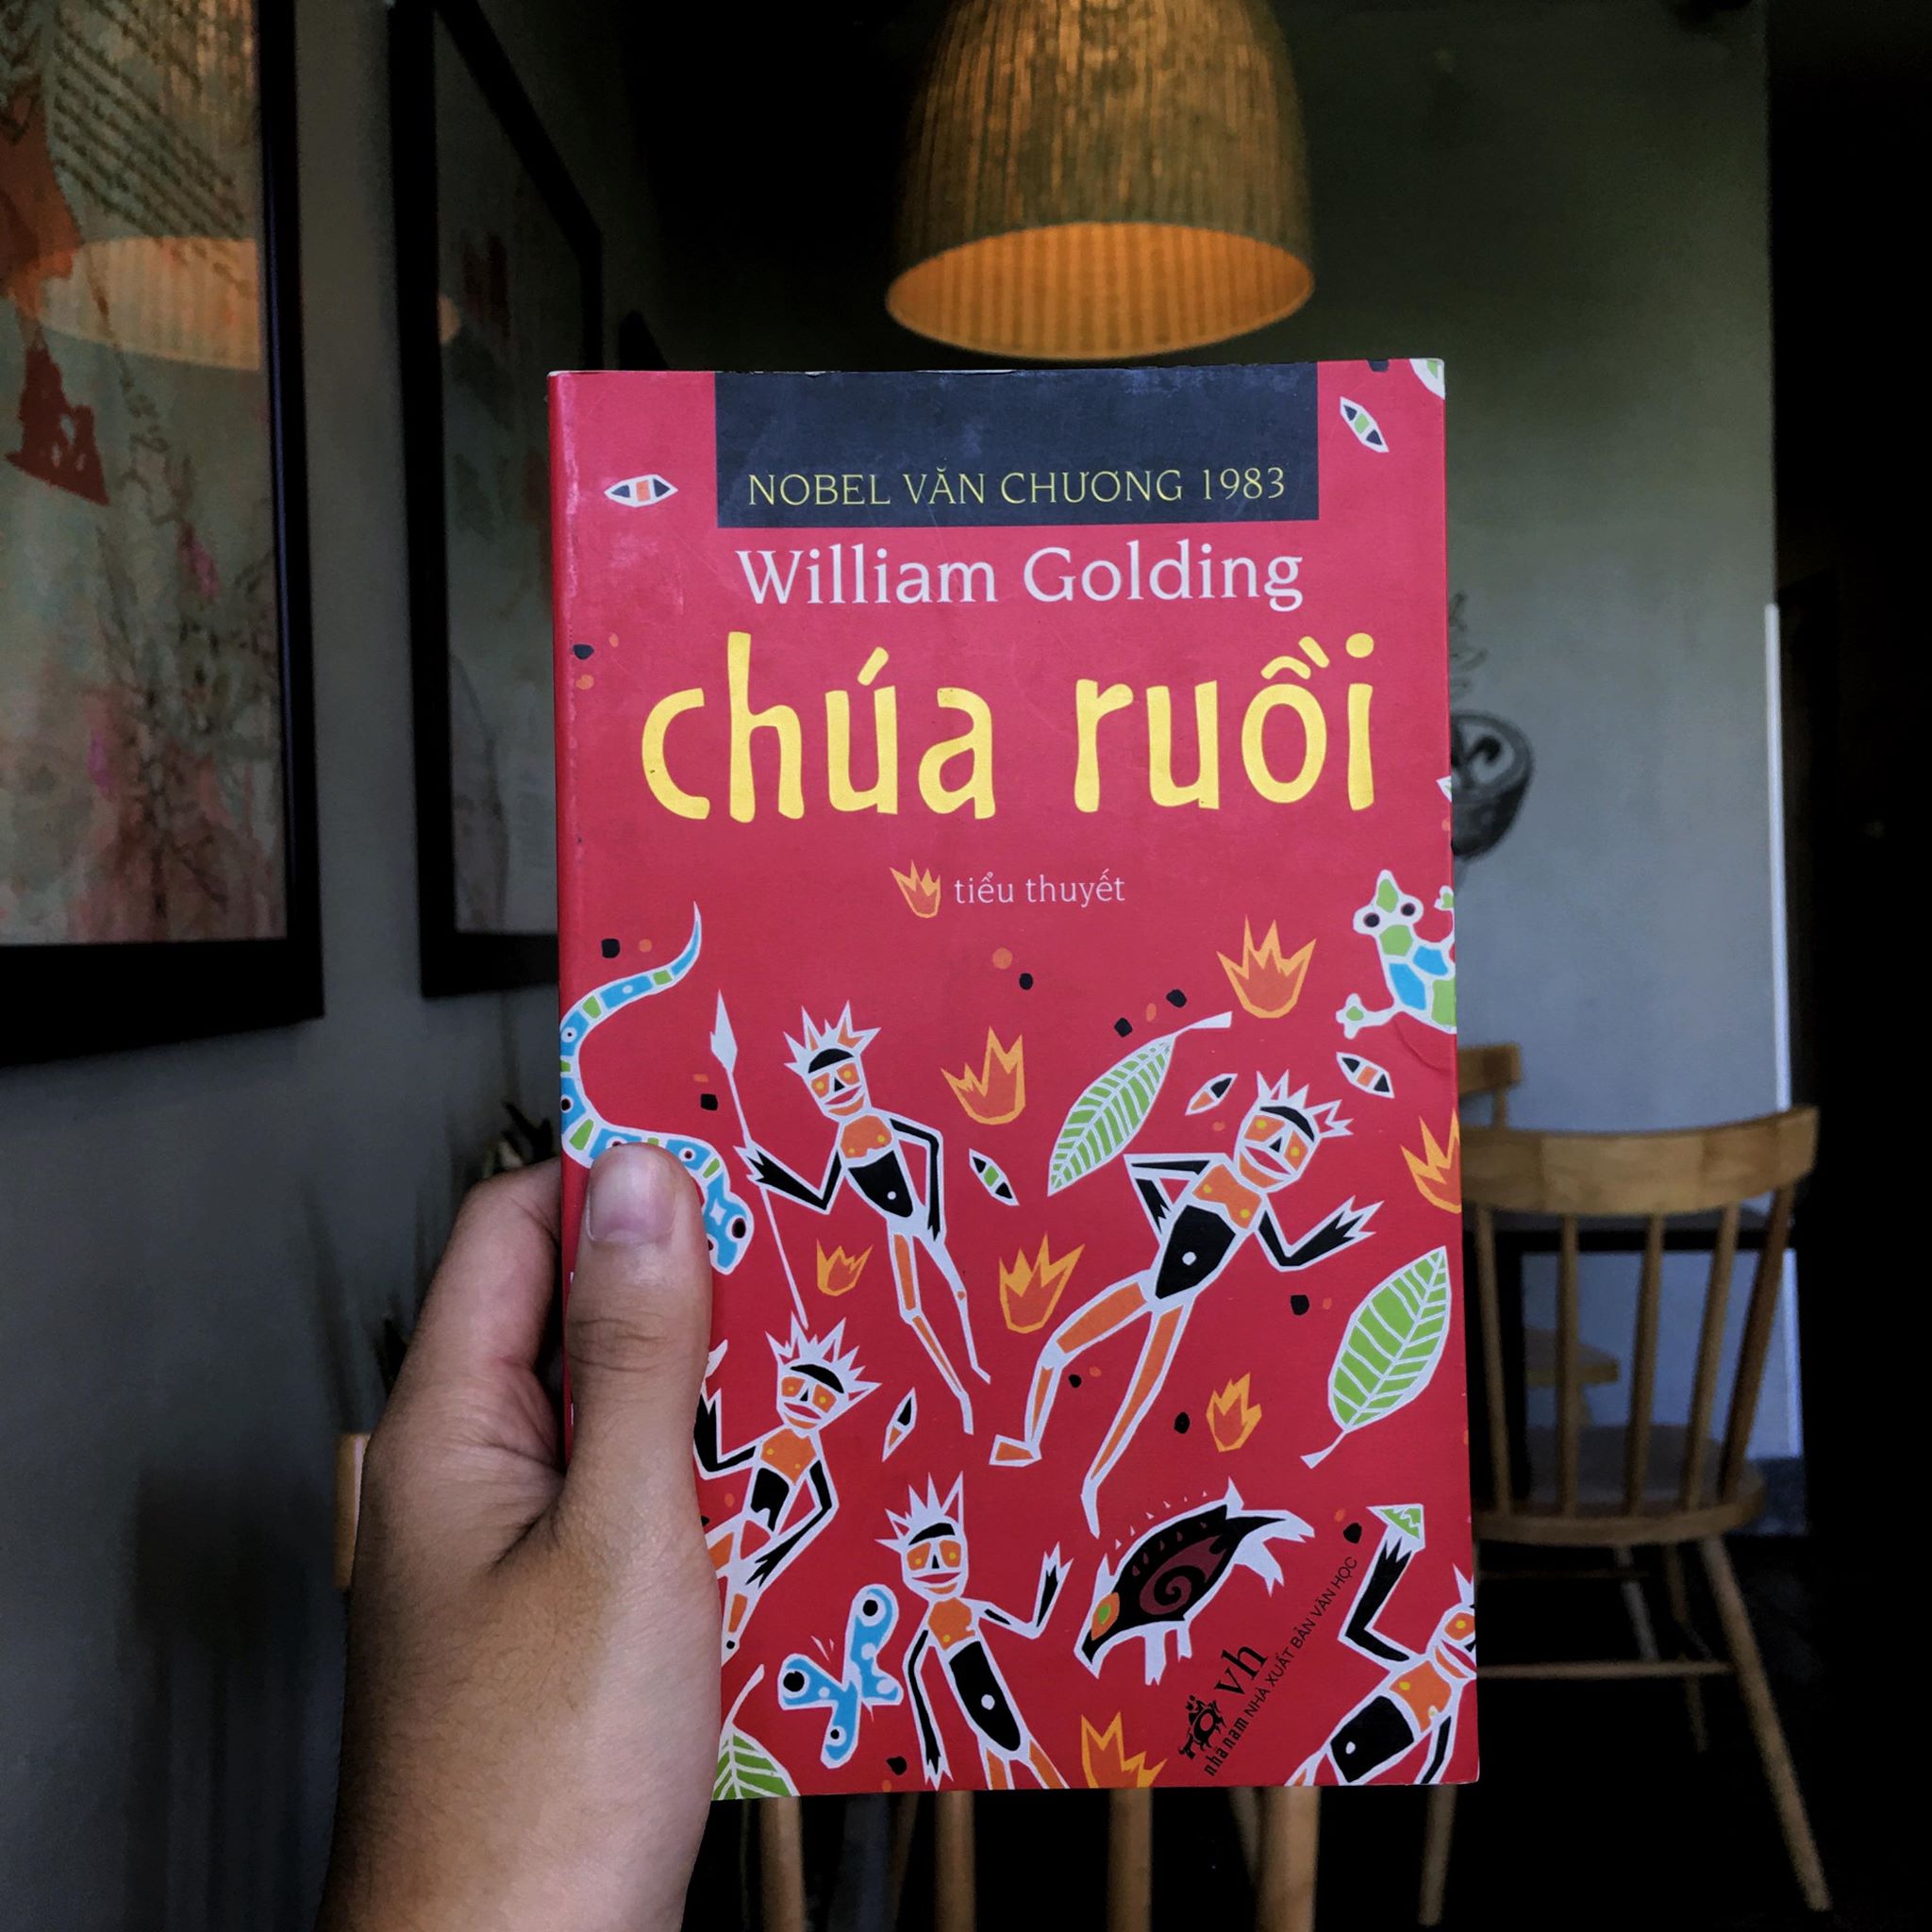 NOBEL VĂN CHƯƠNG 1983
William Golding
chúa ruồi
tiểu thuyết
nhã nam
vh
NHÀ XUẤT BẢN VĂN HỌC